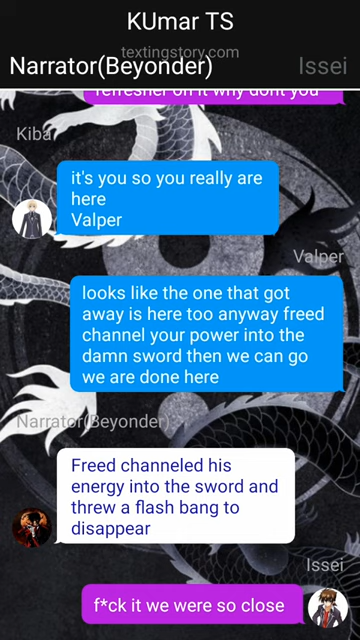 KUmar TS
textingstory.com
Narrator(Beyonder)
Issei
refresher on it why dont you
Kiba
it's you so you really are
here
Valper
Valper
looks like the one that got
away is here too anyway freed
channel your power into the
damn sword then we can go
we are done here
Narrator(Beyonder)
Freed channeled his
energy into the sword and
threw a flash bang to
disappear
Issei
f*ck it we were so close